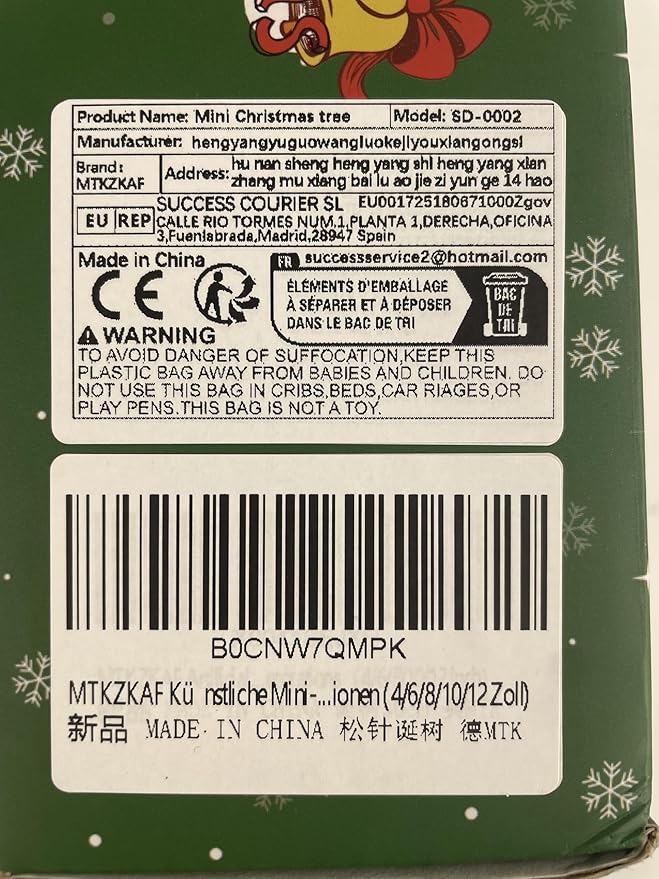 Product Name: Mini Christmas tree Model: SD-0002
Manufacturer: hengyangyuguowangluokejiyouxiangongsi
Brand: MTKZKAF
Address: hu nan sheng heng yang shi heng yang xian
zhang mu xiang bai lu ao jie zi yun ge 14 hao
EU REP
SUCCESS COURIER SL EU001725180671000Zgov
CALLE RIO TORMES NUM.1,PLANTA 1,DERECHA,OFICINA
3,Fuenlabrada,Madrid,28947 Spain
Made in China
FR successservice2@hotmail.com
CE
ÉLÉMENTS D'EMBALLAGE
À SÉPARER ET À DÉPOSER
DANS LE BAC DE TRI
BAC
DE
TRI
WARNING
TO AVOID DANGER OF SUFFOCATION,KEEP THIS
PLASTIC BAG AWAY FROM BABIES AND CHILDREN. DO
NOT USE THIS BAG IN CRIBS,BEDS,CAR RIAGES,OR
PLAY PENS.THIS BAG IS NOT A TOY.
B0CNW7QMPK
MTKZKAF Kü nstliche Mini-...ionen (4/6/8/10/12 Zoll)
新品 MADE IN CHINA 松针诞树 德MTK